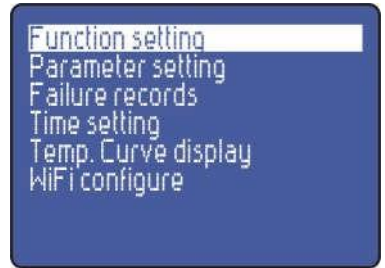 Function setting
Parameter setting
Failure records
Time setting
Temp. Curve display
WiFi configure